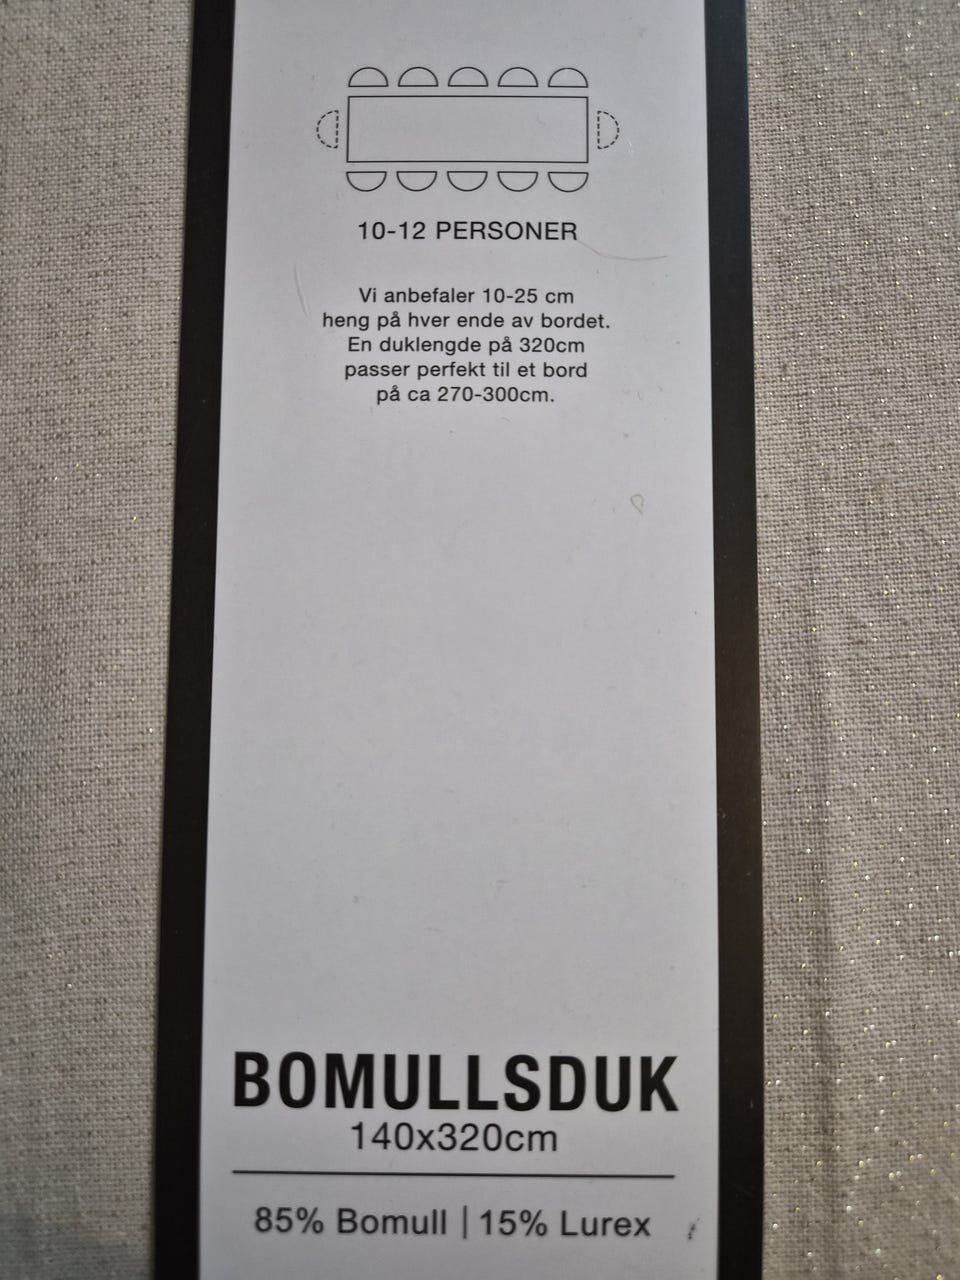 10-12 PERSONER
Vi anbefaler 10-25 cm
heng på hver ende av bordet.
En duklengde på 320cm
passer perfekt til et bord
på ca 270-300cm.
BOMULLSDUK
140x320cm
85% Bomull | 15% Lurex